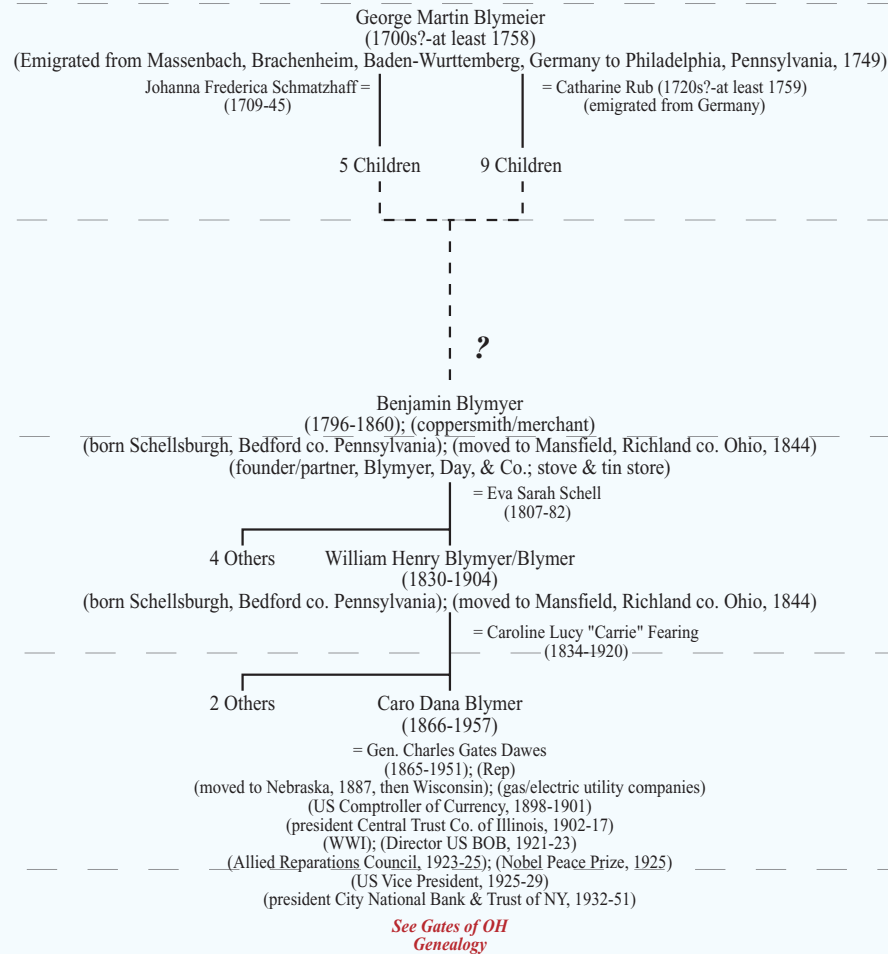 George Martin Blymeier
(1700s?-at least 1758)
(Emigrated from Massenbach, Brachenheim, Baden-Wurttemberg, Germany to Philadelphia, Pennsylvania, 1749)
Johanna Frederica Schmatzhaff =
(1709-45)
= Catharine Rub (1720s?-at least 1759)
(emigrated from Germany)
5 Children
9 Children
?
Benjamin Blymyer
(1796-1860); (coppersmith/merchant)
(born Schellsburgh, Bedford co. Pennsylvania); (moved to Mansfield, Richland co. Ohio, 1844)
(founder/partner, Blymyer, Day, & Co.; stove & tin store)
= Eva Sarah Schell
(1807-82)
4 Others
William Henry Blymyer/Blymer
(1830-1904)
(born Schellsburgh, Bedford co. Pennsylvania); (moved to Mansfield, Richland co. Ohio, 1844)
= Caroline Lucy "Carrie" Fearing
(1834-1920)
2 Others
Caro Dana Blymer
(1866-1957)
= Gen. Charles Gates Dawes
(1865-1951); (Rep)
(moved to Nebraska, 1887, then Wisconsin); (gas/electric utility companies)
(US Comptroller of Currency, 1898-1901)
(president Central Trust Co. of Illinois, 1902-17)
(WWI); (Director US BOB, 1921-23)
(Allied Reparations Council, 1923-25); (Nobel Peace Prize, 1925)
(US Vice President, 1925-29)
(president City National Bank & Trust of NY, 1932-51)
See Gates of OH
Genealogy